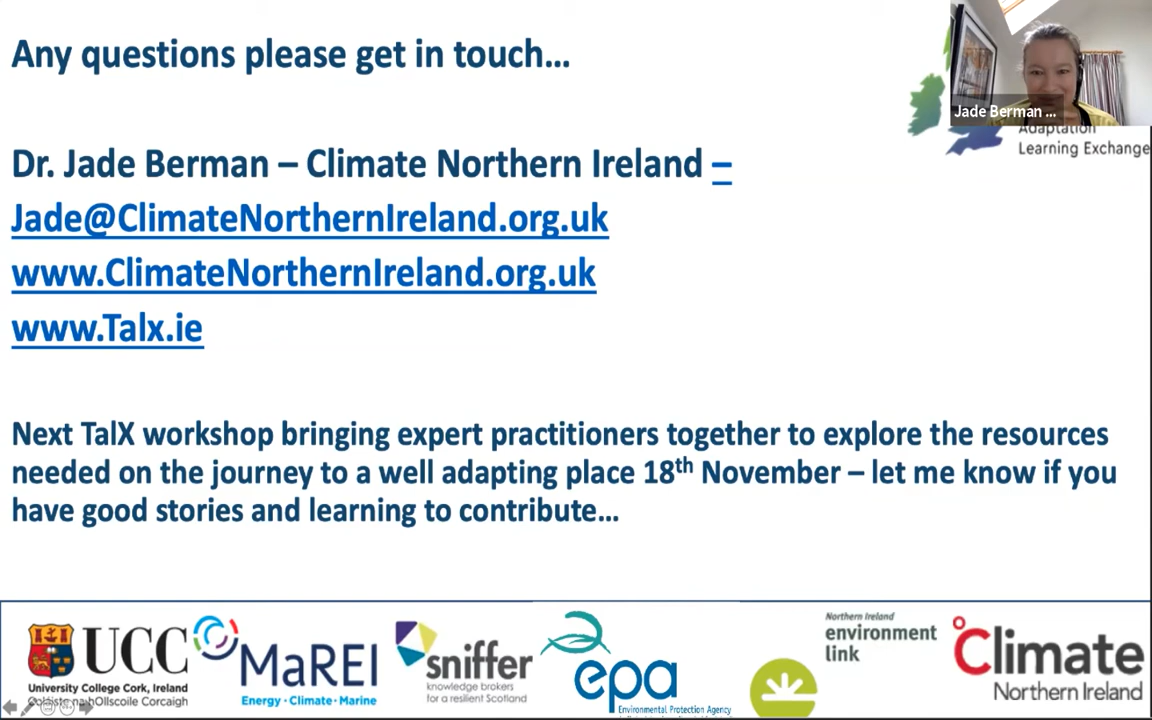 Any questions please get in touch…
Jade Berman ...
Adaptation
Learning Exchange
Dr. Jade Berman – Climate Northern Ireland –
Jade@ClimateNorthernIreland.org.uk
www.ClimateNorthernIreland.org.uk
www.Talx.ie
Next TalX workshop bringing expert practitioners together to explore the resources
needed on the journey to a well adapting place 18th November – let me know if you
have good stories and learning to contribute…
UCC
University College Cork, Ireland
Coláiste na hOllscoile Corcaigh
MaREI
Energy · Climate · Marine
sniffer
knowledge brokers
for a resilient Scotland
epa
Environmental Protection Agency
Northern Ireland
environment
link
Climate
Northern Ireland